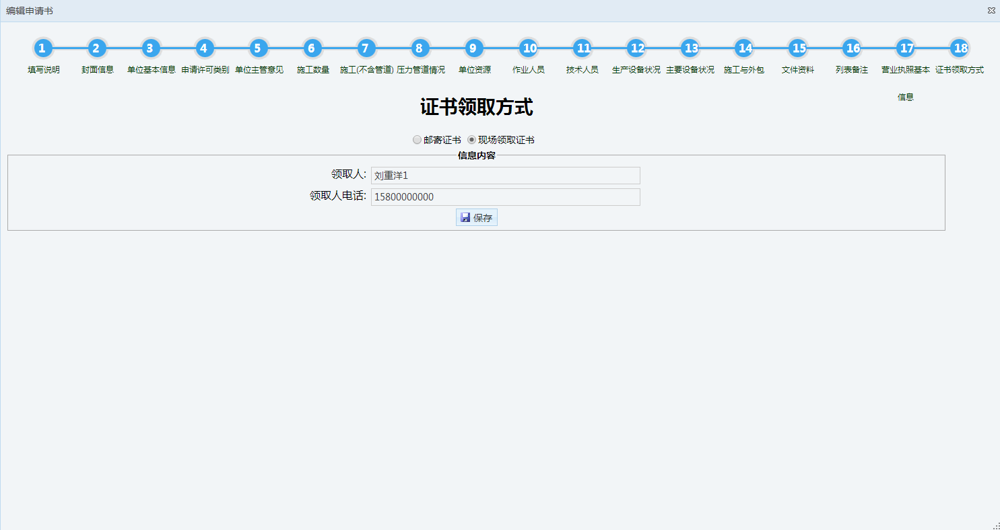 编辑申请书
1 2 3 4 5 6 7 8 9 10 11 12 13 14 15 16 17 18
填写说明 封面信息 单位基本信息 申请许可类别 单位主管意见 施工数量 施工(不含管道) 压力管道情况 单位资源 作业人员 技术人员 生产设备状况 主要设备状况 施工与外包 文件资料 列表备注 营业执照基本 证书领取方式
信息
证书领取方式
邮寄证书 现场领取证书
信息内容
领取人: 刘重洋1
领取人电话: 15800000000
保存